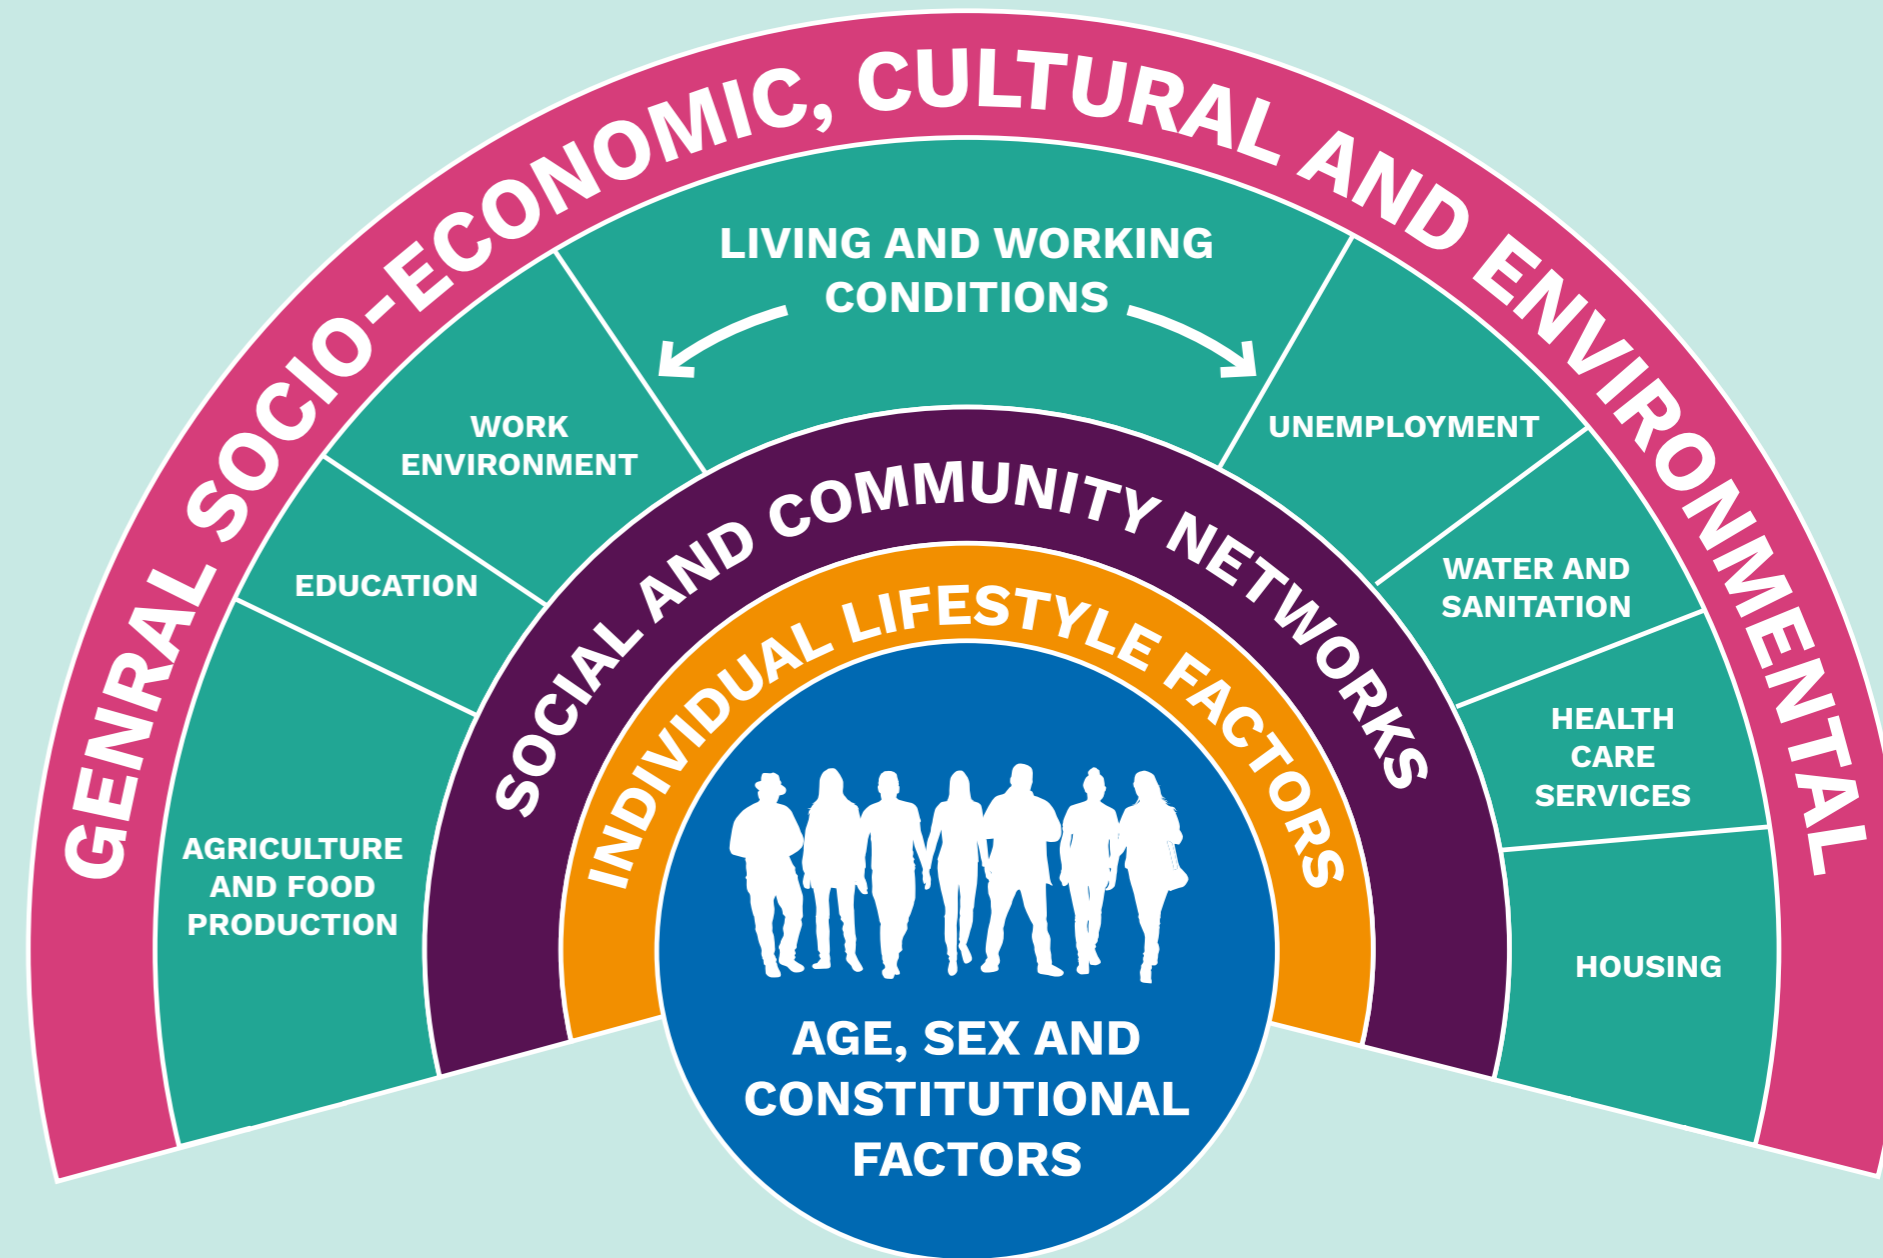 GENRAL SOCIO-ECONOMIC, CULTURAL AND ENVIRONMENTAL
LIVING AND WORKING
CONDITIONS
AGRICULTURE
AND FOOD
PRODUCTION
EDUCATION
WORK
ENVIRONMENT
UNEMPLOYMENT
WATER AND
SANITATION
HEALTH
CARE
SERVICES
HOUSING
SOCIAL AND COMMUNITY NETWORKS
INDIVIDUAL LIFESTYLE FACTORS
AGE, SEX AND
CONSTITUTIONAL
FACTORS